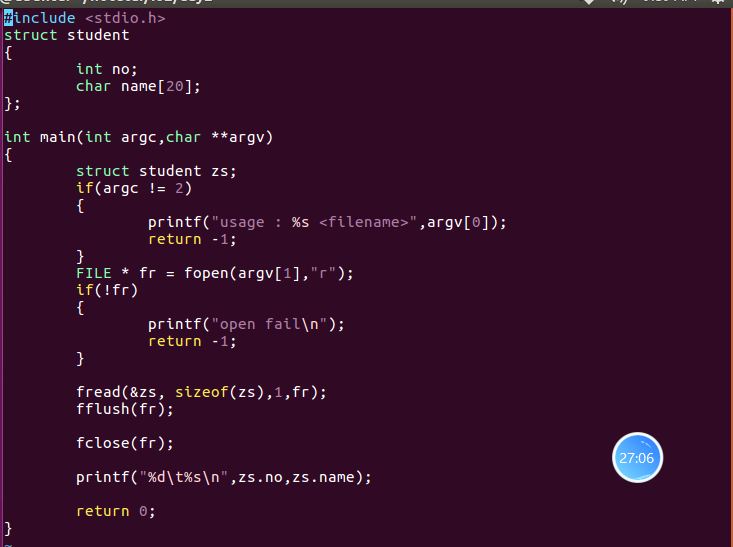 #include <stdio.h>
struct student
{
        int no;
        char name[20];
};

int main(int argc,char **argv)
{
        struct student zs;
        if(argc != 2)
        {
                printf("usage : %s <filename>",argv[0]);
                return -1;
        }
        FILE * fr = fopen(argv[1],"r");
        if(!fr)
        {
                printf("open fail\n");
                return -1;
        }

        fread(&zs, sizeof(zs),1,fr);
        fflush(fr);

        fclose(fr);

        printf("%d\t%s\n",zs.no,zs.name);

        return 0;
}
~
27:06